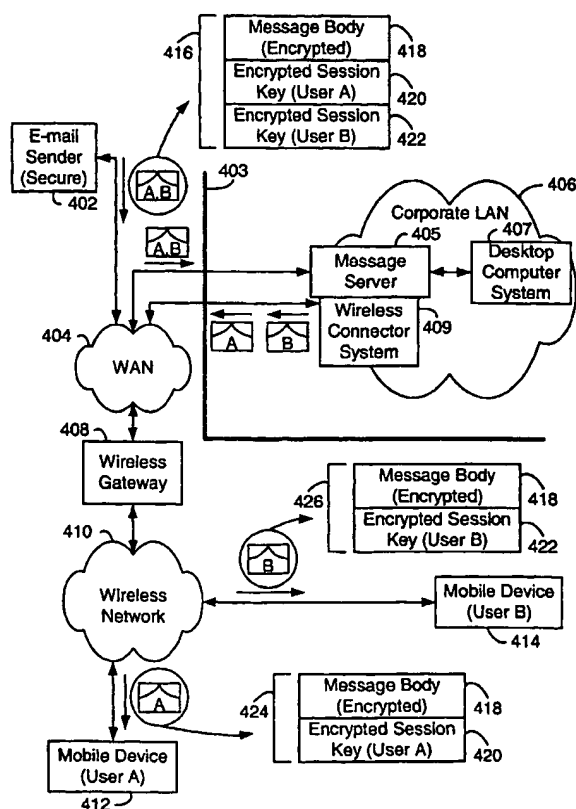 416
Message Body
(Encrypted)
418
Encrypted Session
Key (User A)
420
Encrypted Session
Key (User B)
422
E-mail
Sender
(Secure)
402
A,B
403
406
Corporate LAN
A,B
405
407
Message
Server
Desktop
Computer
System
Wireless
Connector
System
409
A
B
404
WAN
408
Wireless
Gateway
410
Wireless
Network
426
Message Body
(Encrypted)
418
Encrypted Session
Key (User B)
422
B
Mobile Device
(User B)
414
A
424
Message Body
(Encrypted)
418
Encrypted Session
Key (User A)
420
Mobile Device
(User A)
412